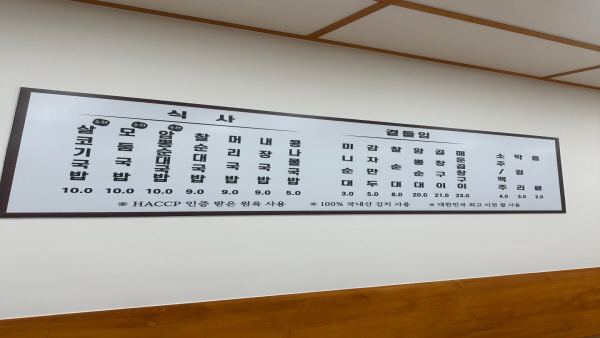 식 사
살코기국밥 10.0
모둠국밥 10.0
암뽕순대국밥 10.0
찰순대국밥 9.0
머리국밥 9.0
내장국밥 9.0
콩나물국밥 5.0
곁들임
미니순대 3.0
감자만두 5.0
찰순대 8.0
암뽕순대 20.0
곱창구이 21.0
매운곱창구이 23.0
소주/맥주 4.0
막걸리 3.0
음료 2.0
※ HACCP 인증 받은 원육 사용
※ 100% 국내산 김치 사용
※ 대한민국 최고 이천 쌀 사용